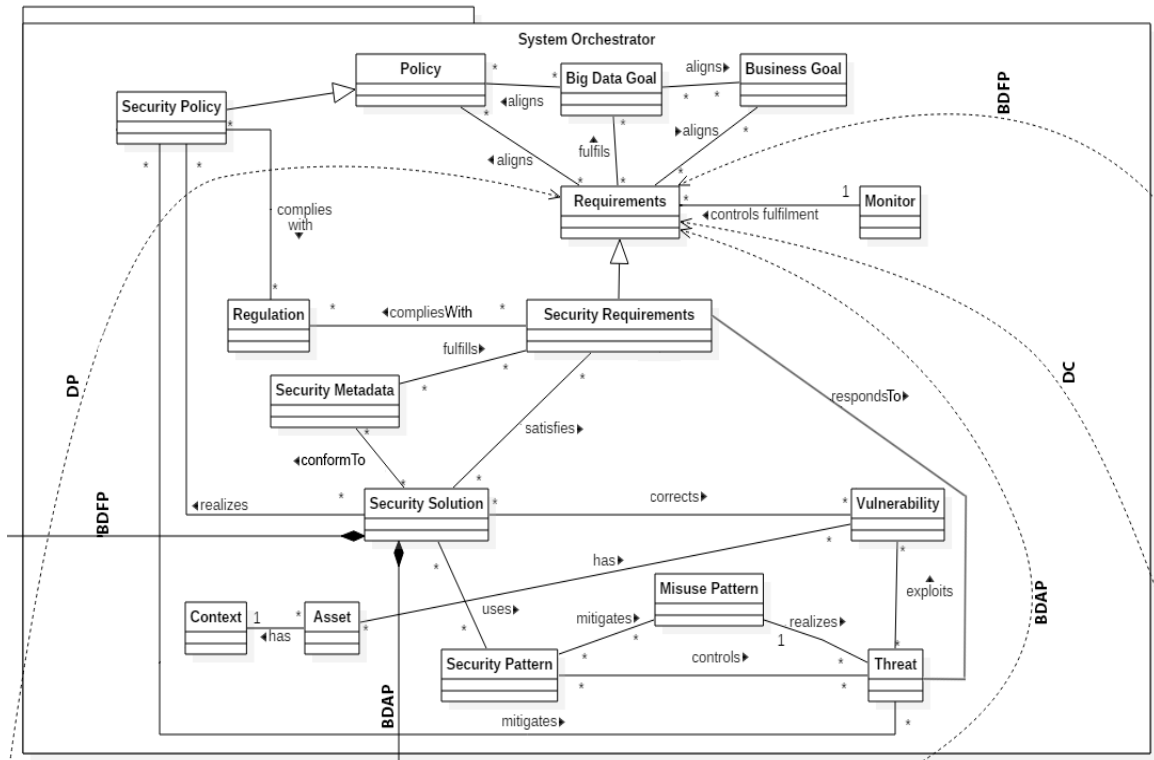 System Orchestrator
Policy
*
*
Big Data Goal
aligns▶
Business Goal
*
*
Security Policy
*
◀aligns
*
▲
fulfils
▶aligns
*
*
BDFP
*
*
◀aligns
*
*
*
Requirements
*
1
Monitor
◀controls fulfilment
complies
with
▼
*
Regulation
*
◀compliesWith
*
Security Requirements
fulfills▶
*
*
DP
Security Metadata
*
*
respondsTo▶
DC
satisfies▶
◀conformTo
*
*
*
◀realizes
Security Solution
*
corrects▶
*
Vulnerability
BDFP
*
has▶
*
*
▲
exploits
BDAP
Misuse Pattern
Context
1
*
Asset
*
◀has
uses▶
*
mitigates▶
*
realizes▶
1
*
*
Security Pattern
*
controls▶
*
*
Threat
BDAP
mitigates▶
*